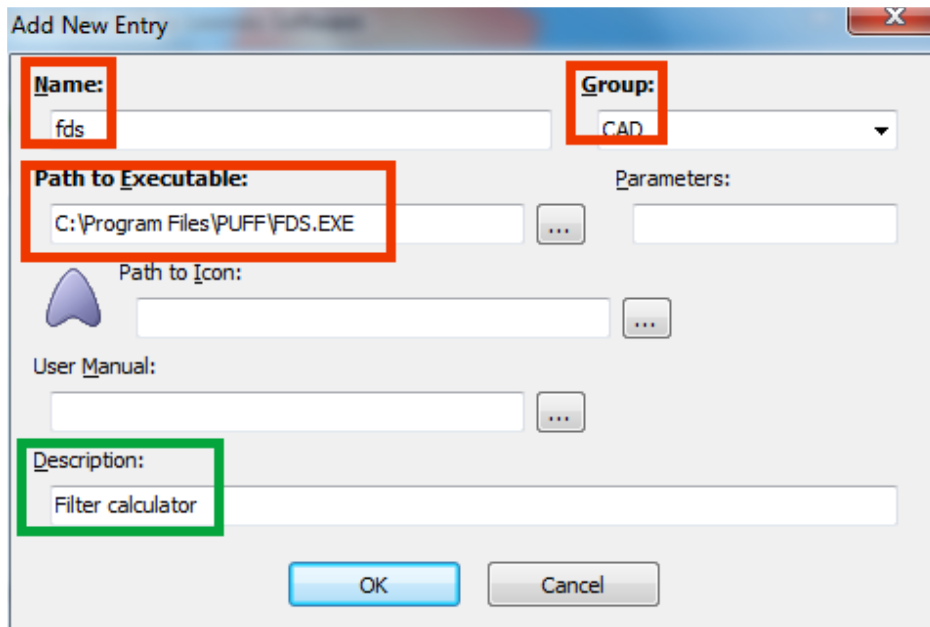 Add New Entry
Name: Group:
fds CAD
Path to Executable: Parameters:
C:\Program Files\PUFF\FDS.EXE ...
Path to Icon:
...
User Manual:
...
Description:
Filter calculator
OK Cancel